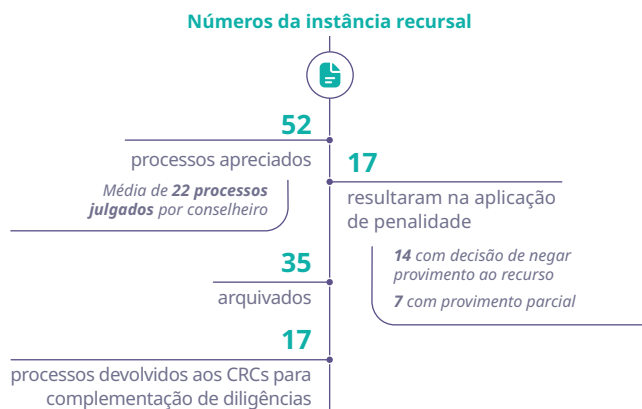 Números da instância recursal
52
processos apreciados
Média de 22 processos
julgados por conselheiro
17
resultaram na aplicação
de penalidade
14 com decisão de negar
provimento ao recurso
7 com provimento parcial
35
arquivados
17
processos devolvidos aos CRCs para
complementação de diligências